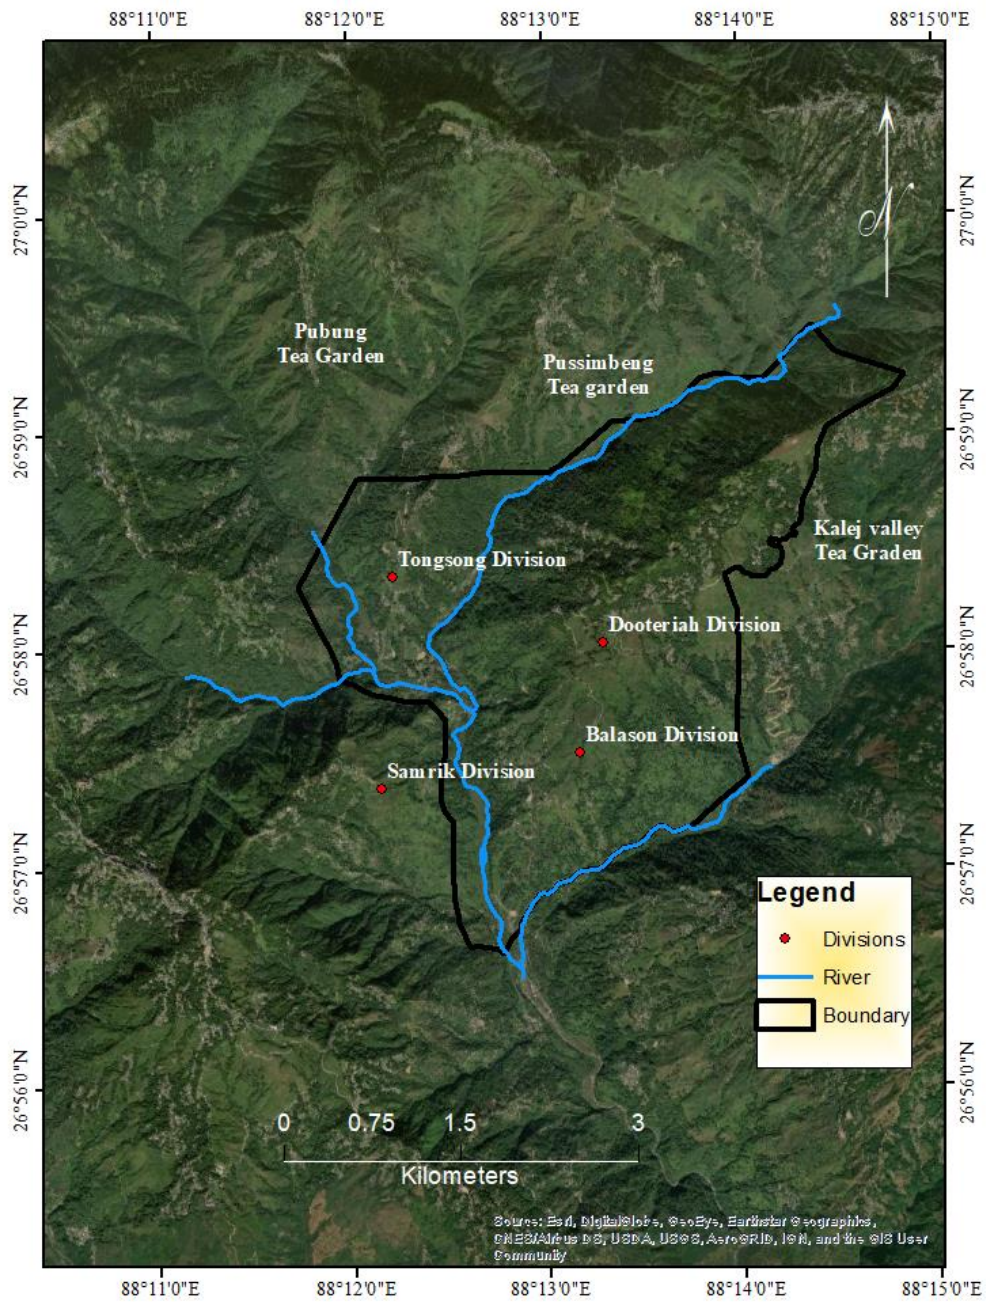 88°11'0"E 88°12'0"E 88°13'0"E 88°14'0"E 88°15'0"E
27°0'0"N
27°0'0"N
N
Pubung
Tea Garden
Pussimbeng
Tea garden
26°59'0"N
26°59'0"N
Kalej valley
Tea Graden
Tongsong Division
Dooteriah Division
26°58'0"N
26°58'0"N
Balason Division
Samrik Division
26°57'0"N
26°57'0"N
Legend
Divisions
River
Boundary
26°56'0"N
26°56'0"N
0 0.75 1.5 3
Kilometers
Source: Esri, DigitalGlobe, GeoEye, Earthstar Geographics,
CNES/Airbus DS, USDA, USGS, AeroGRID, IGN, and the GIS User
Community
88°11'0"E 88°12'0"E 88°13'0"E 88°14'0"E 88°15'0"E